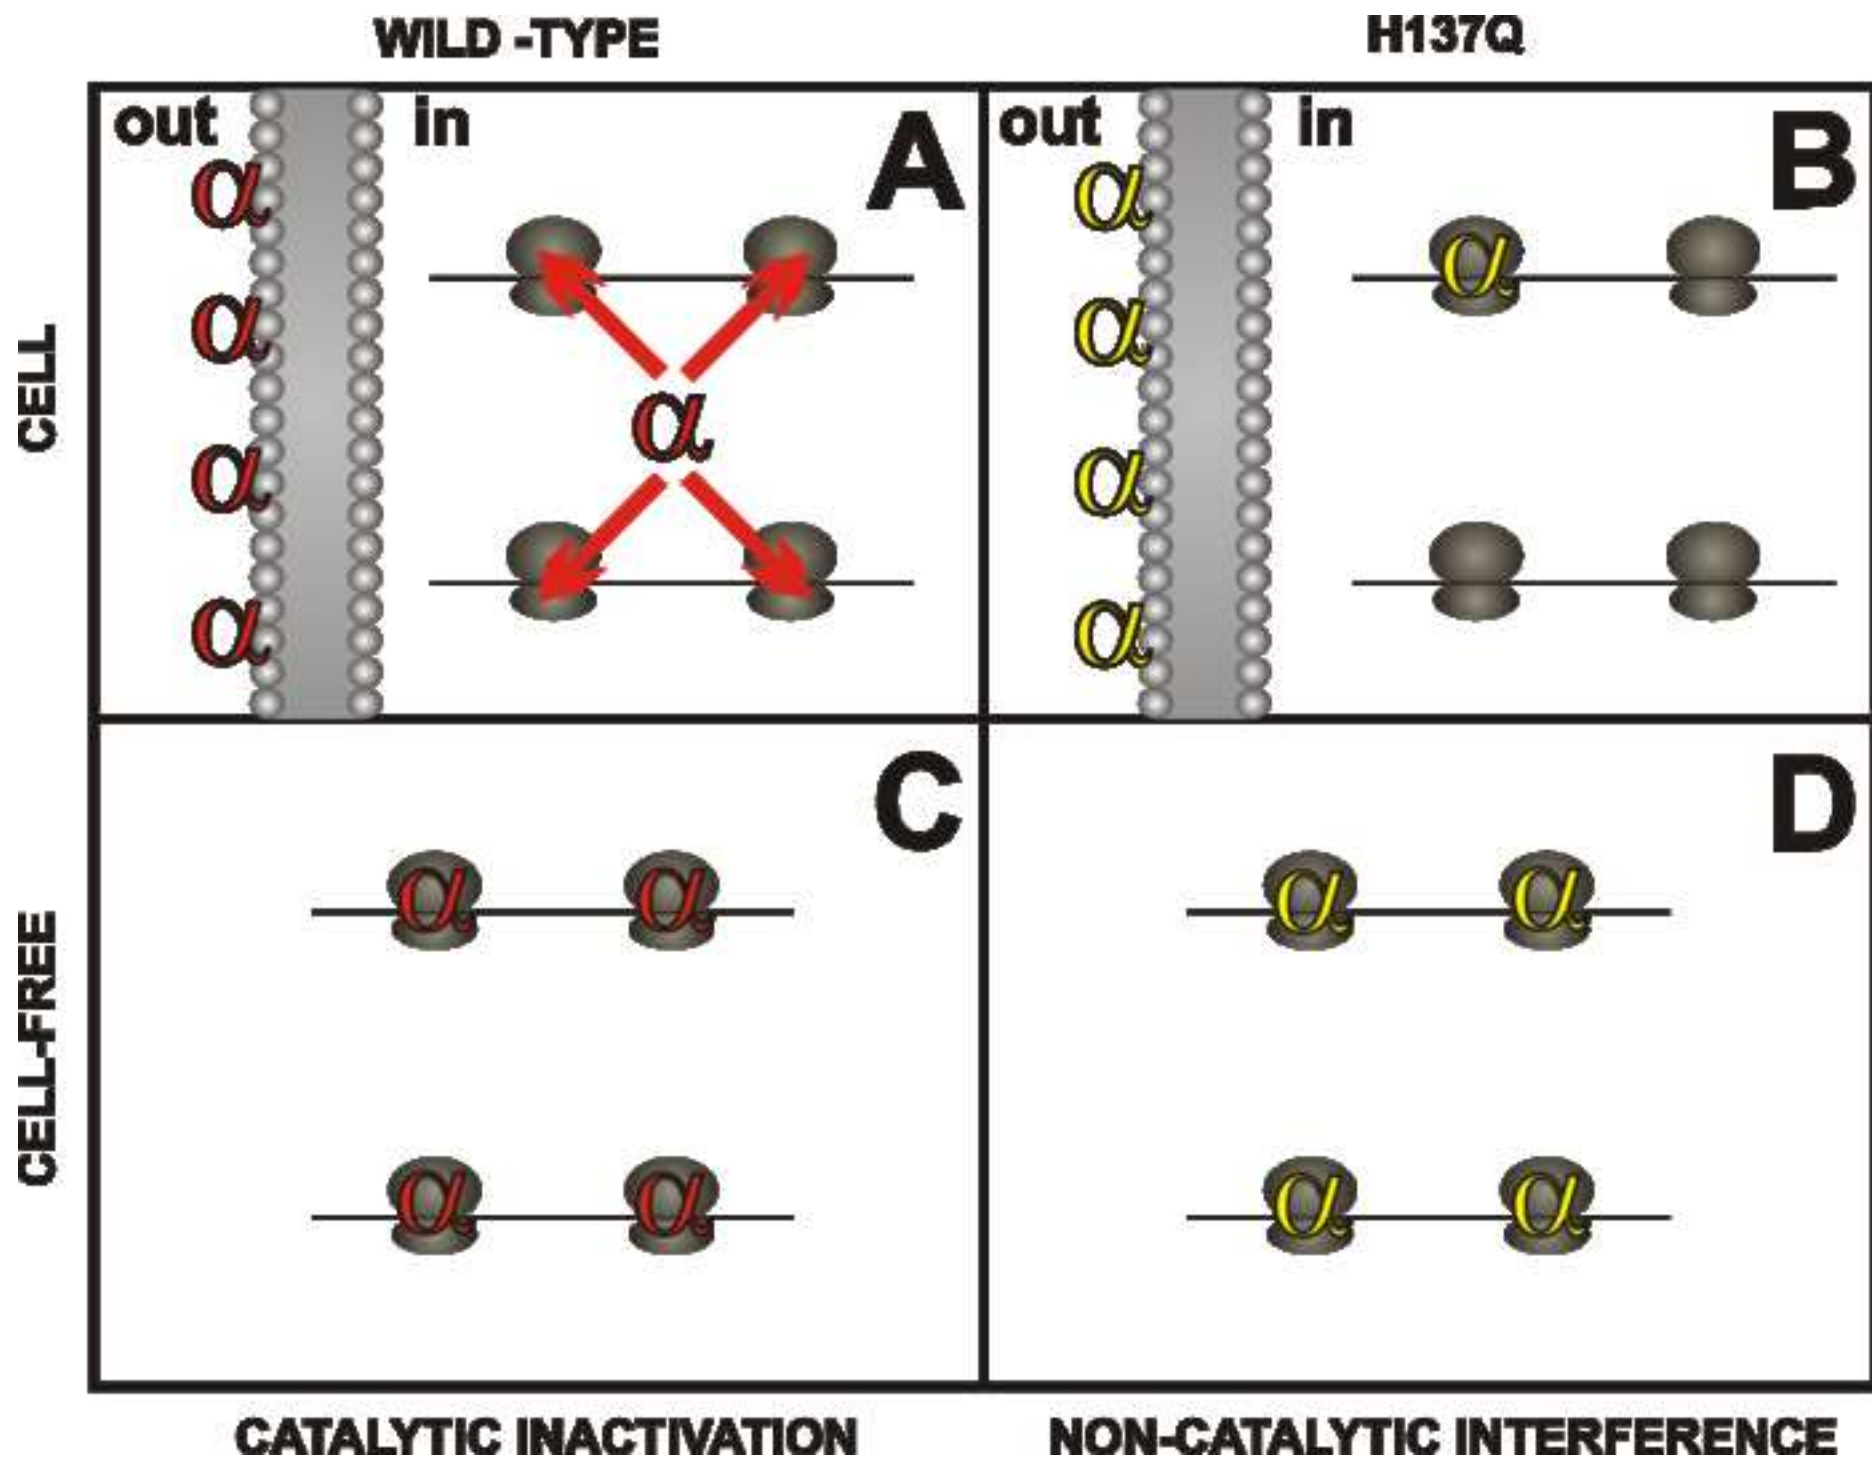 WILD -TYPE
H137Q
out
in
A
α
α
α
α
α
out
in
B
α
α
α
α
α
CELL
C
α
α
α
α
D
α
α
α
α
CELL-FREE
CATALYTIC INACTIVATION
NON-CATALYTIC INTERFERENCE